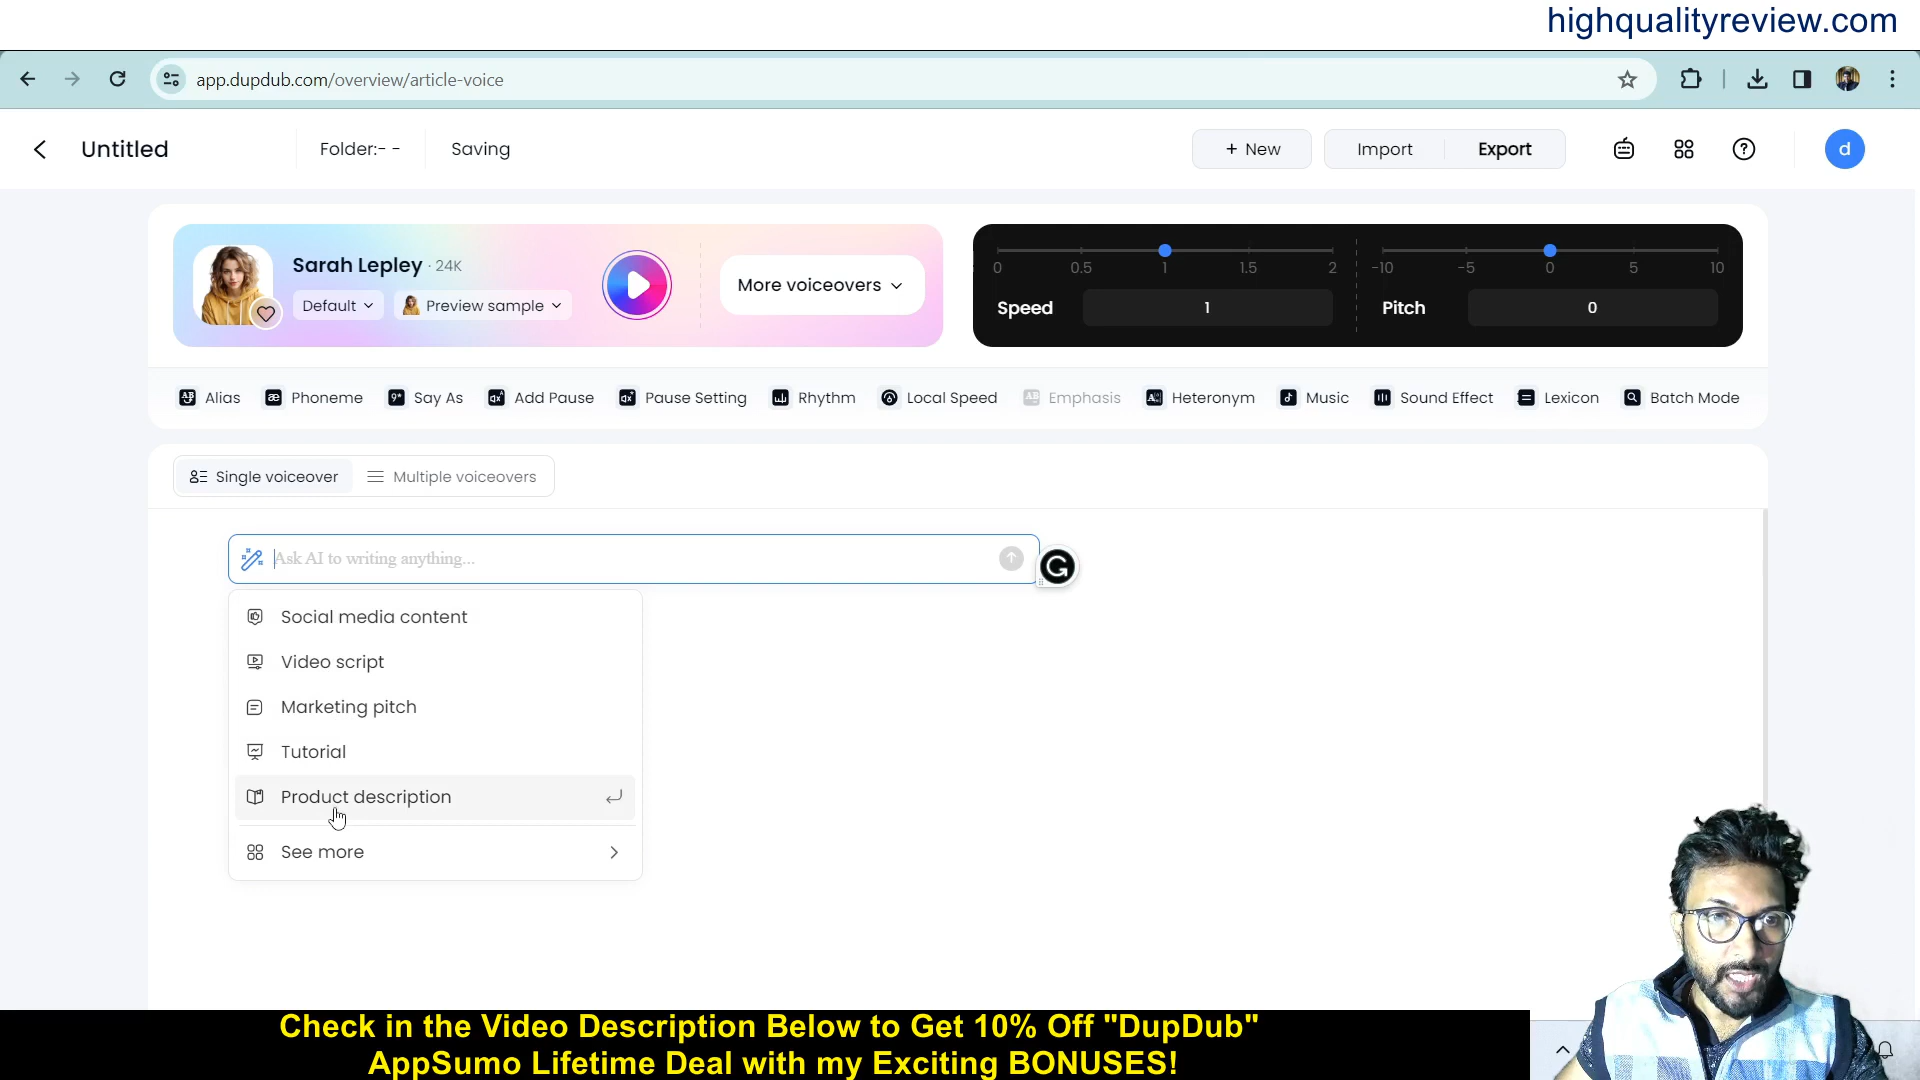 highqualityreview.com
app.dupdub.com/overview/article-voice
Untitled
Folder:- -
Saving
+ New
Import
Export
d
Sarah Lepley · 24K
Default
Preview sample
More voiceovers
0 0.5 1 1.5 2
Speed 1
-10 -5 0 5 10
Pitch 0
Alias
Phoneme
Say As
Add Pause
Pause Setting
Rhythm
Local Speed
Emphasis
Heteronym
Music
Sound Effect
Lexicon
Batch Mode
Single voiceover
Multiple voiceovers
Ask AI to writing anything...
Social media content
Video script
Marketing pitch
Tutorial
Product description
See more
Check in the Video Description Below to Get 10% Off "DupDub"
AppSumo Lifetime Deal with my Exciting BONUSES!